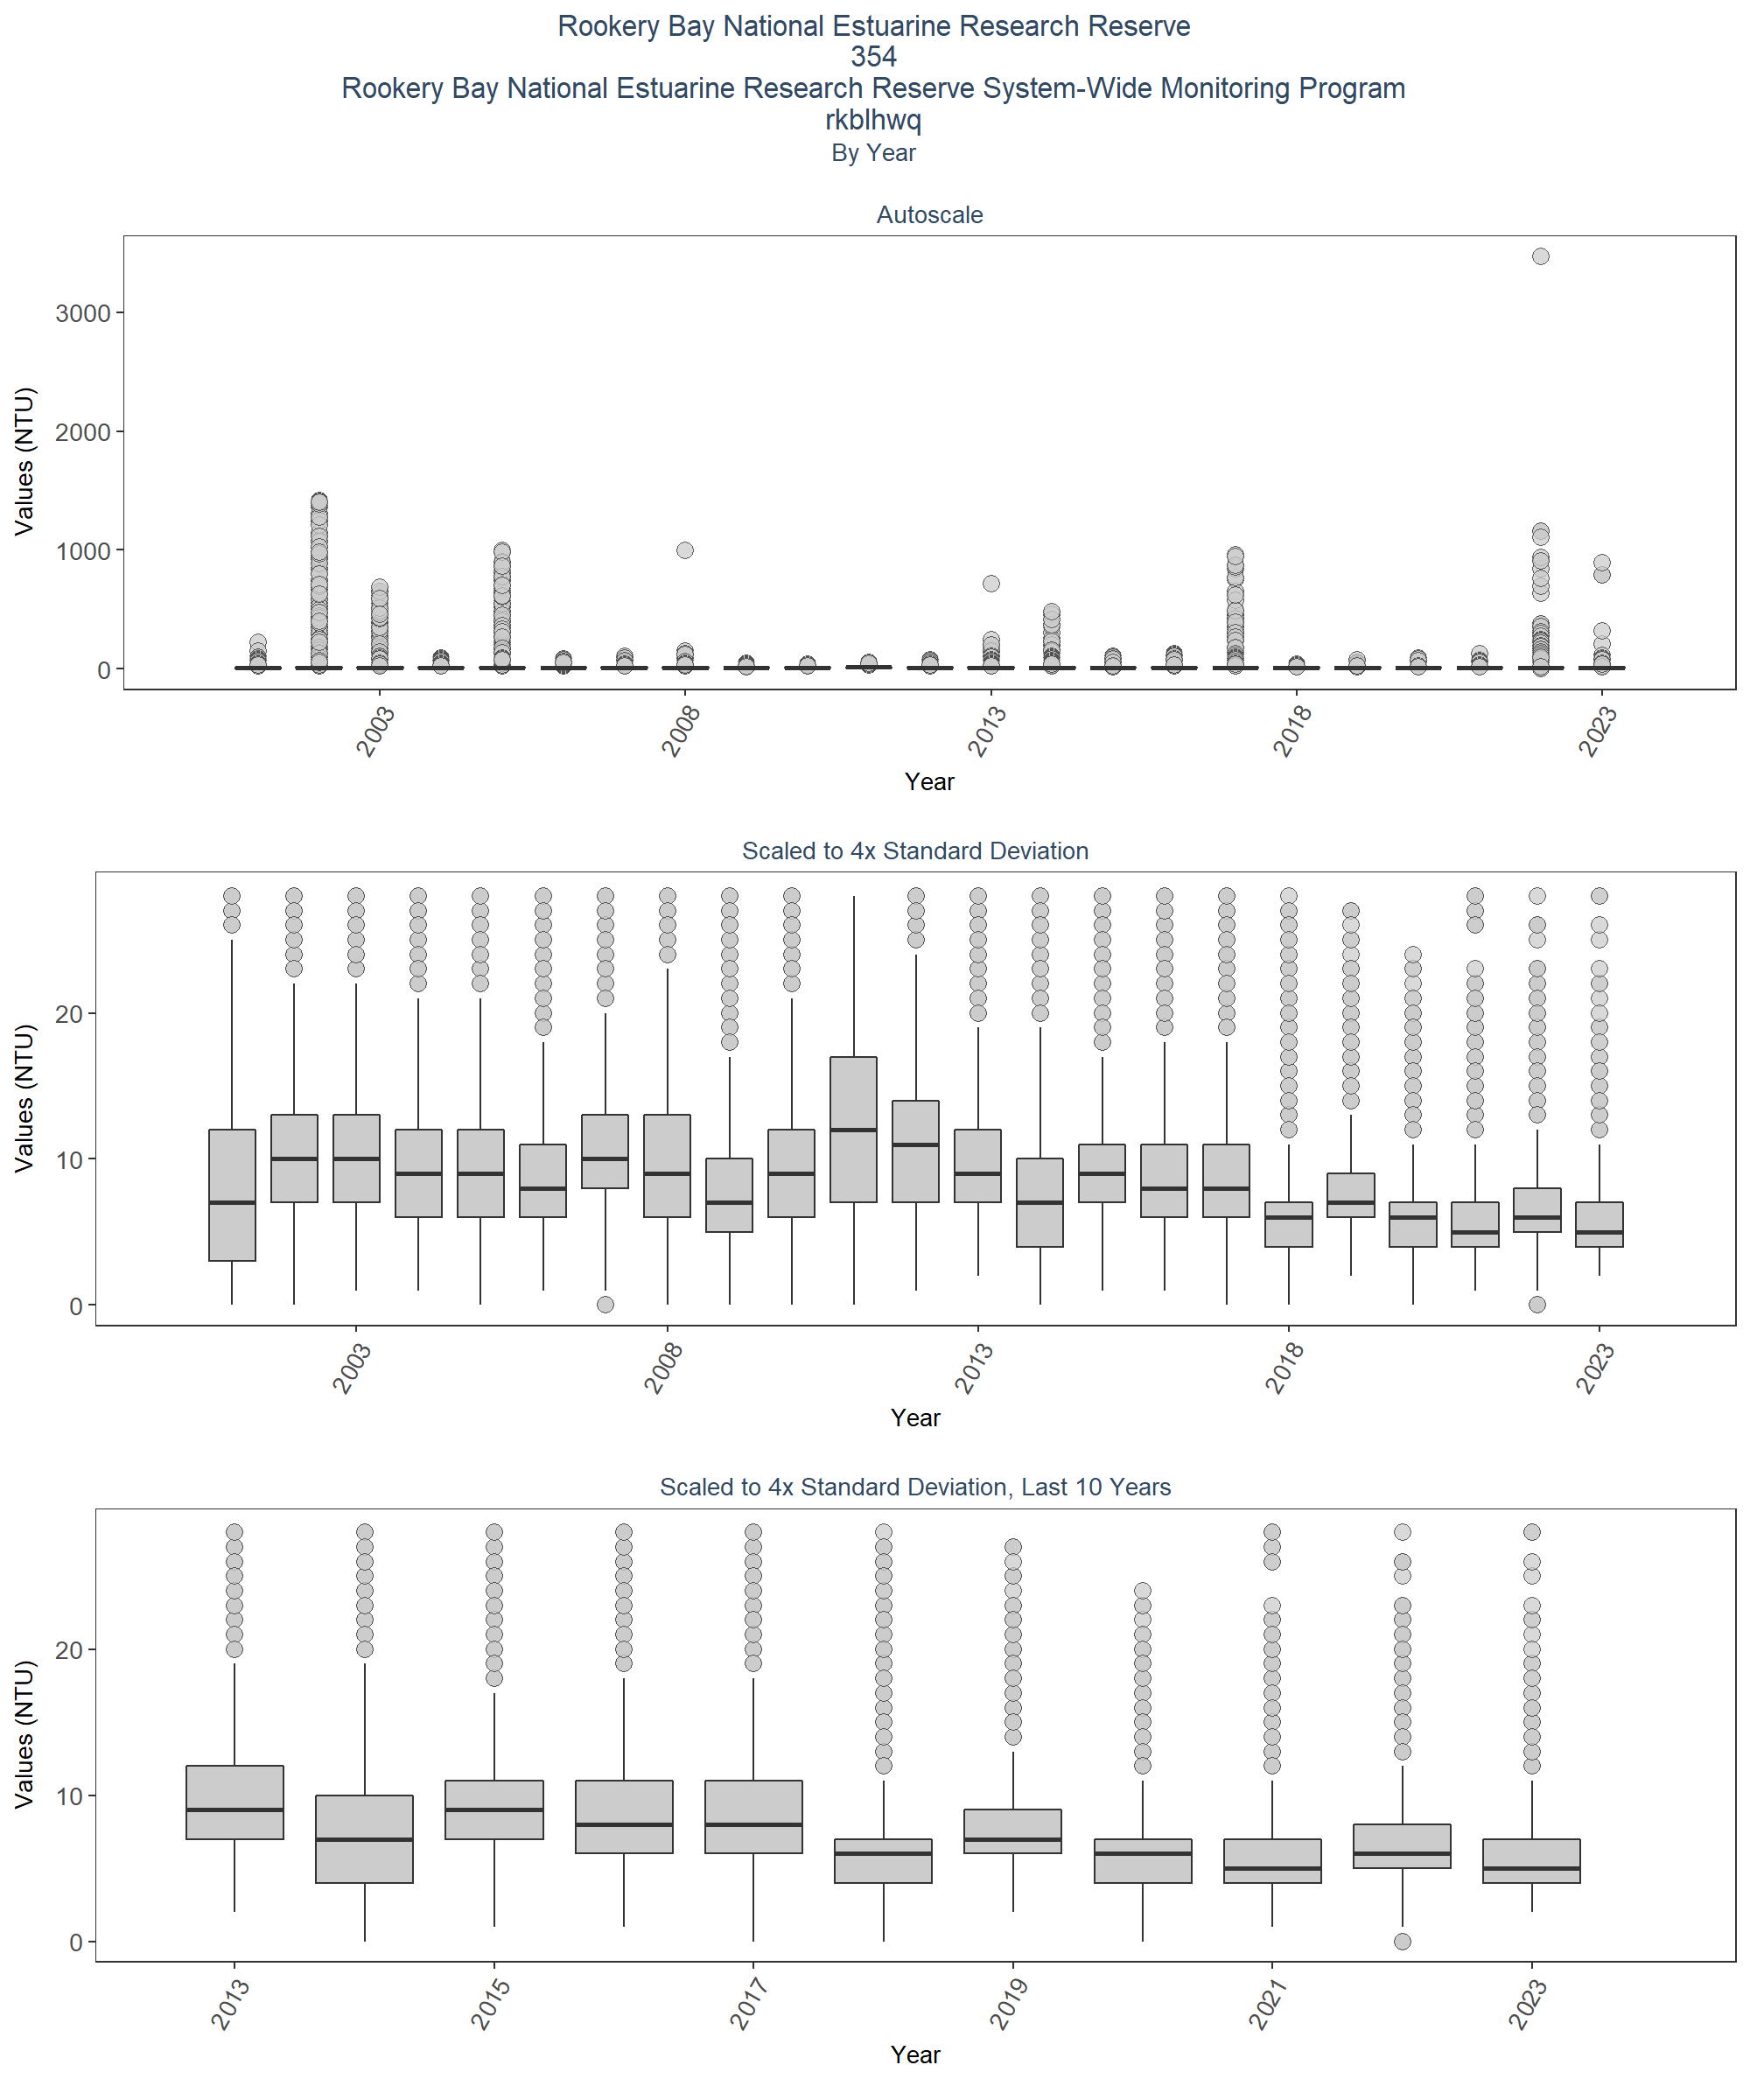 Rookery Bay National Estuarine Research Reserve
354
Rookery Bay National Estuarine Research Reserve System-Wide Monitoring Program
rkblhwq
By Year
Autoscale
Values (NTU)
3000
2000
1000
0
2003 2008 2013 2018 2023
Year
Scaled to 4x Standard Deviation
Values (NTU)
20
10
0
2003 2008 2013 2018 2023
Year
Scaled to 4x Standard Deviation, Last 10 Years
Values (NTU)
20
10
0
2013 2015 2017 2019 2021 2023
Year